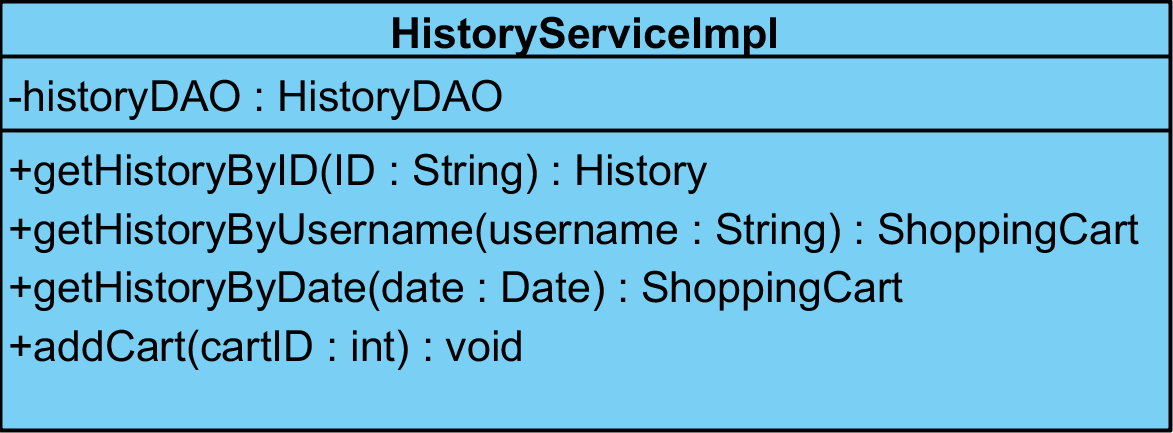 HistoryServiceImpl
-historyDAO : HistoryDAO
+getHistoryByID(ID : String) : History
+getHistoryByUsername(username : String) : ShoppingCart
+getHistoryByDate(date : Date) : ShoppingCart
+addCart(cartID : int) : void